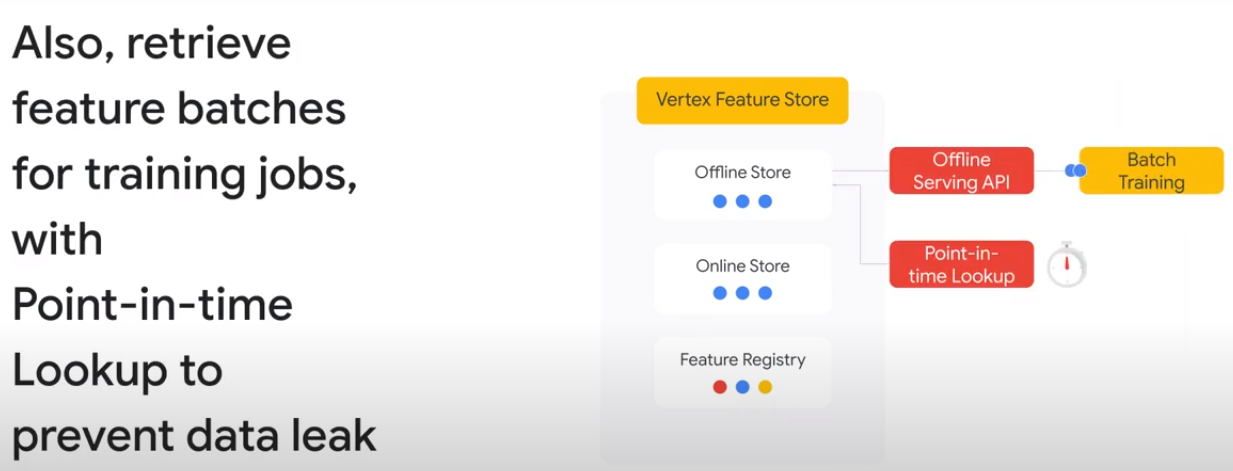 Also, retrieve
feature batches
for training jobs,
with
Point-in-time
Lookup to
prevent data leak
Vertex Feature Store
Offline Store
Offline
Serving API
Batch
Training
Online Store
Point-in-
time Lookup
Feature Registry